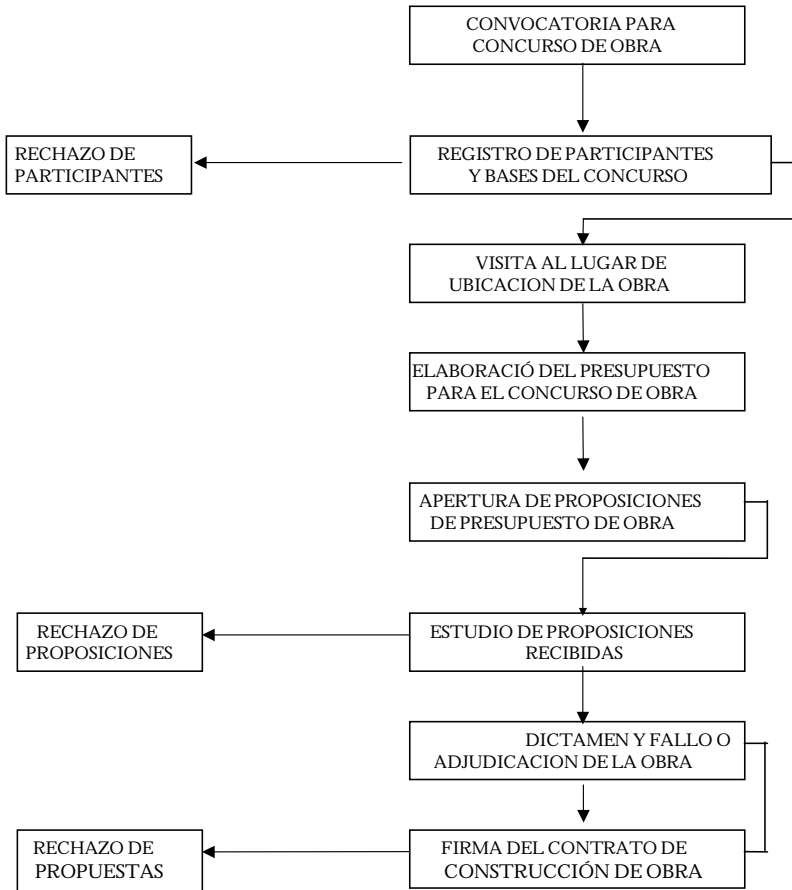 CONVOCATORIA PARA
CONCURSO DE OBRA
RECHAZO DE
PARTICIPANTES
REGISTRO DE PARTICIPANTES
Y BASES DEL CONCURSO
VISITA AL LUGAR DE
UBICACION DE LA OBRA
ELABORACIÓ DEL PRESUPUESTO
PARA EL CONCURSO DE OBRA
APERTURA DE PROPOSICIONES
DE PRESUPUESTO DE OBRA
RECHAZO DE
PROPOSICIONES
ESTUDIO DE PROPOSICIONES
RECIBIDAS
DICTAMEN Y FALLO O
ADJUDICACION DE LA OBRA
RECHAZO DE
PROPUESTAS
FIRMA DEL CONTRATO DE
CONSTRUCCIÓN DE OBRA